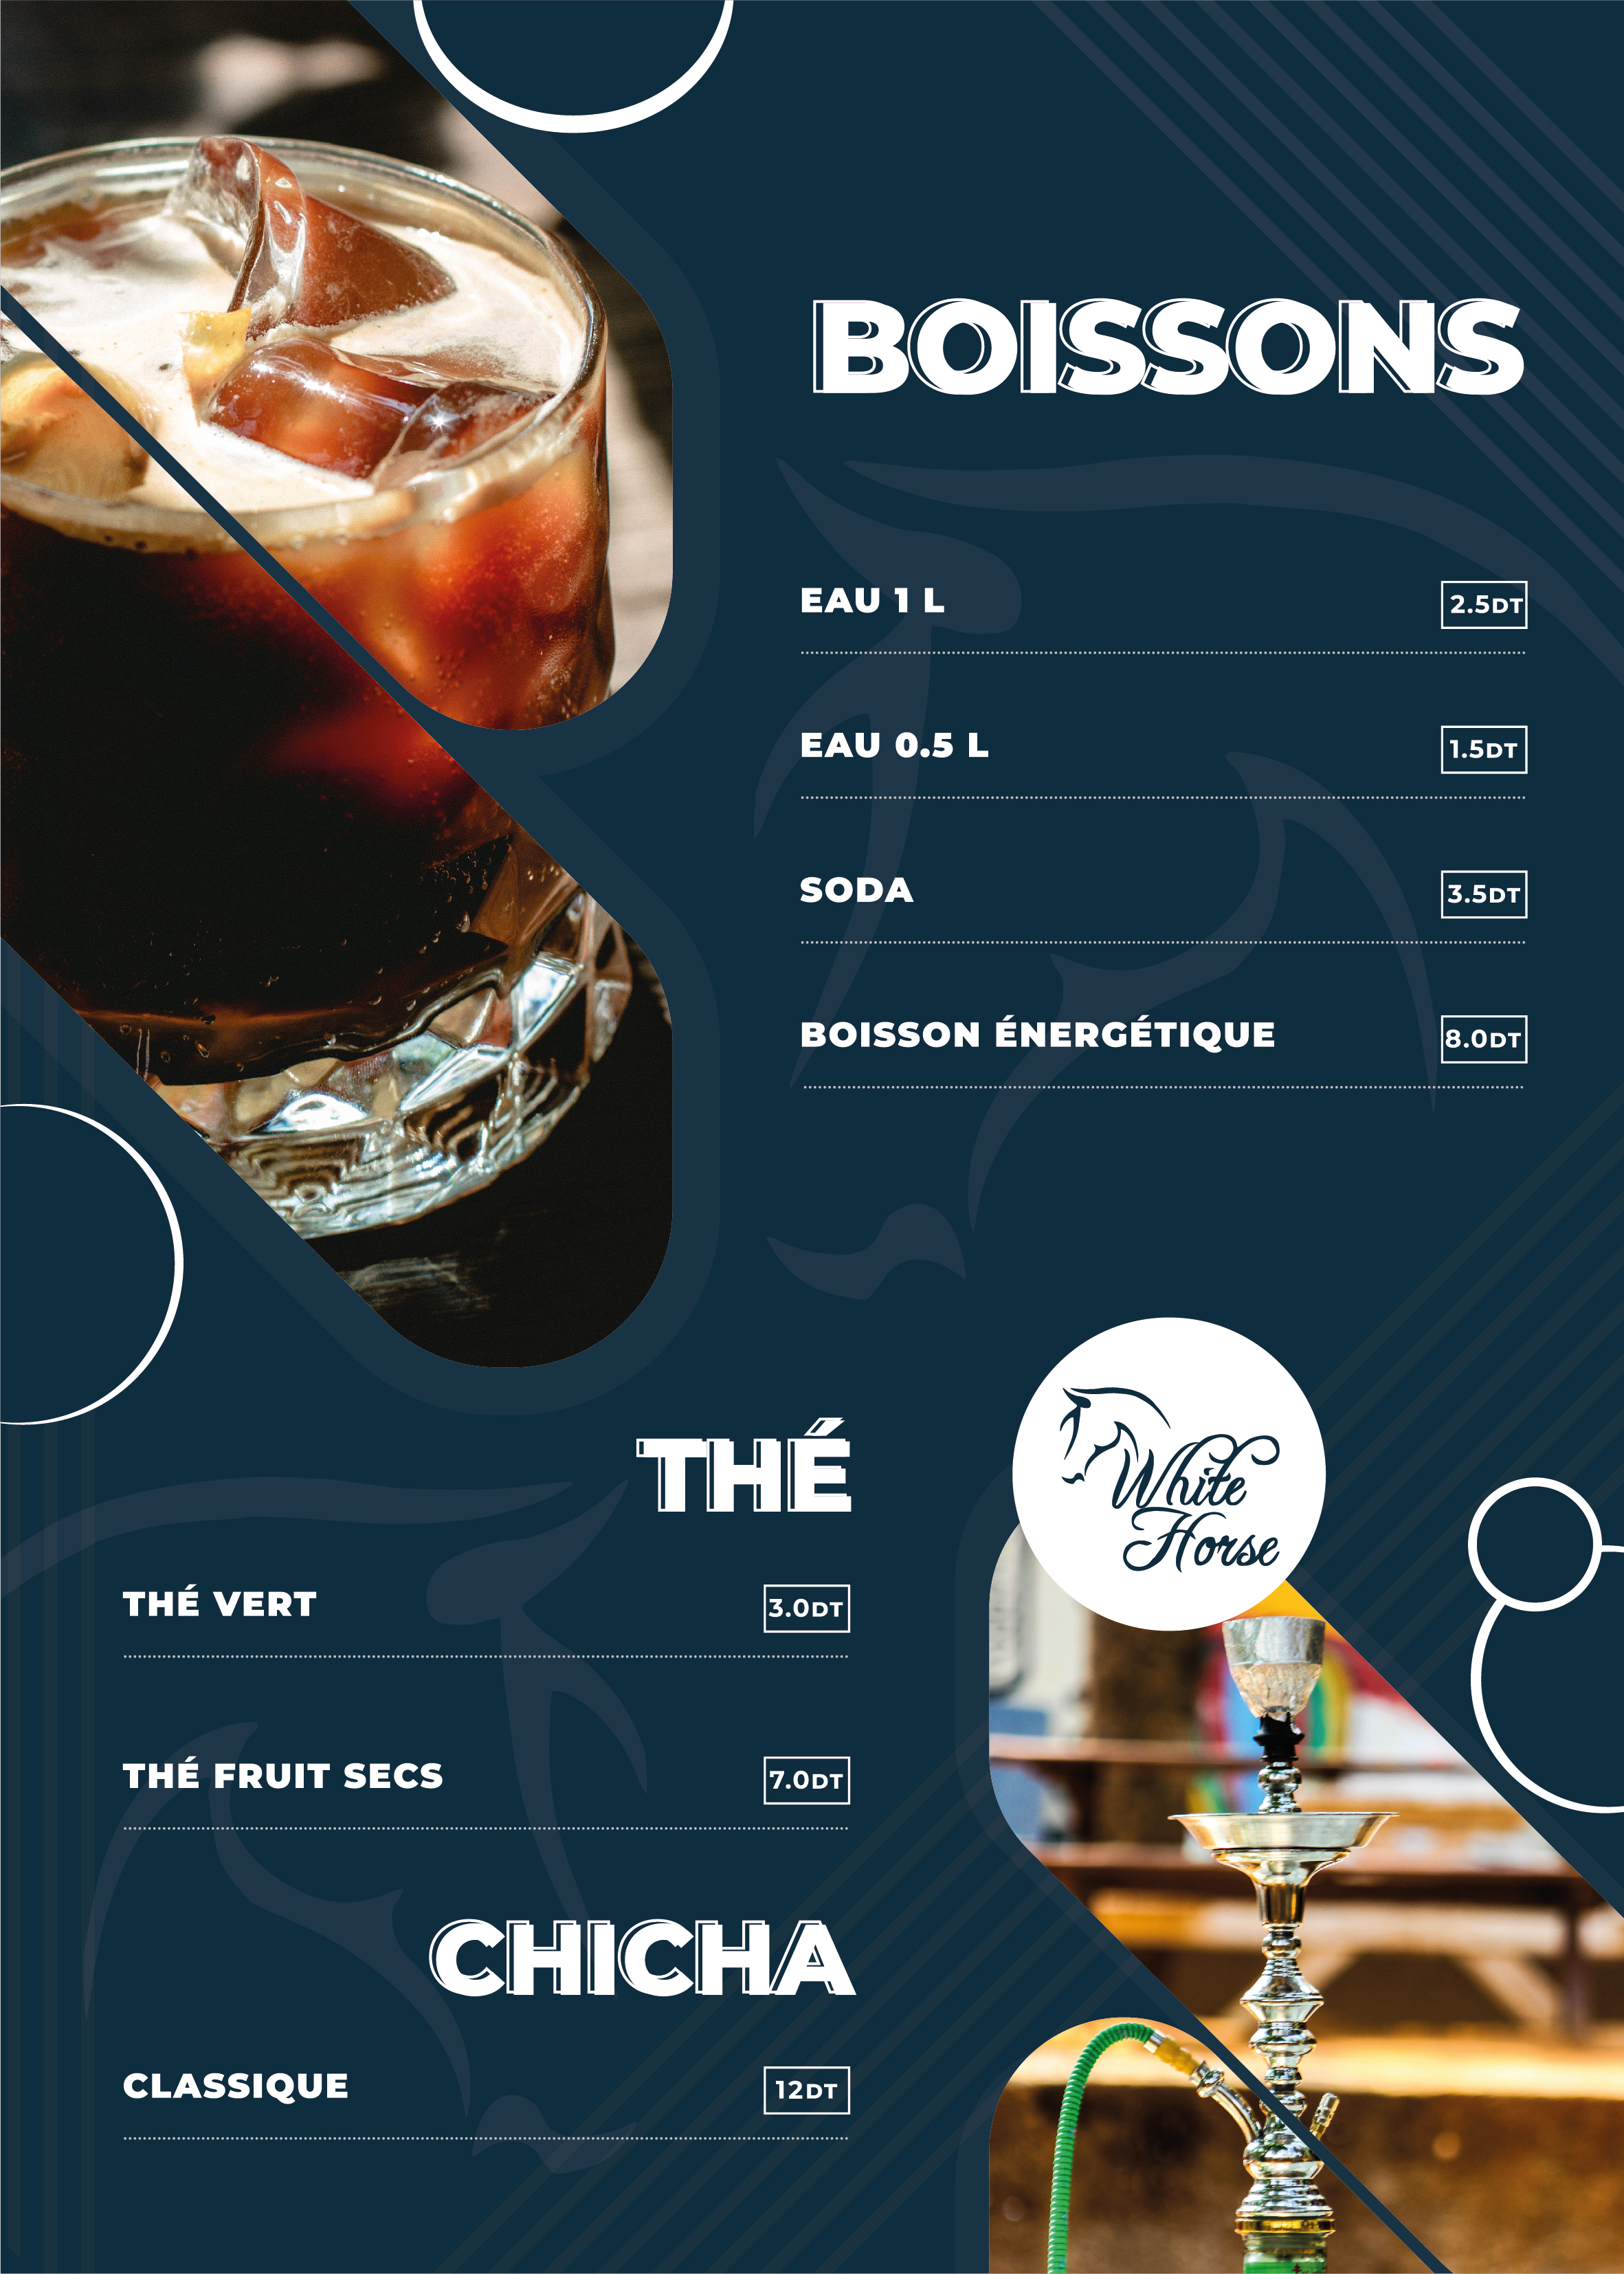 BOISSONS
EAU 1 L 2.5DT
EAU 0.5 L 1.5DT
SODA 3.5DT
BOISSON ÉNERGÉTIQUE 8.0DT
White
Horse
THÉ
THÉ VERT 3.0DT
THÉ FRUIT SECS 7.0DT
CHICHA
CLASSIQUE 12DT